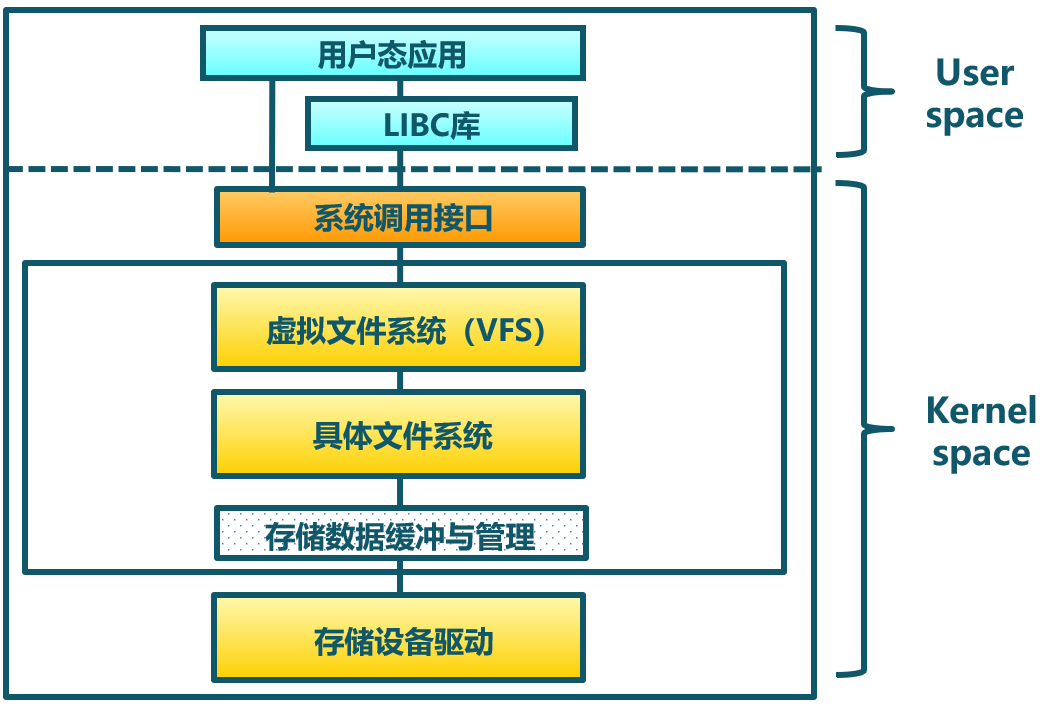 用户态应用
LIBC库
系统调用接口
虚拟文件系统（VFS）
具体文件系统
存储数据缓冲与管理
存储设备驱动
User
space
Kernel
space